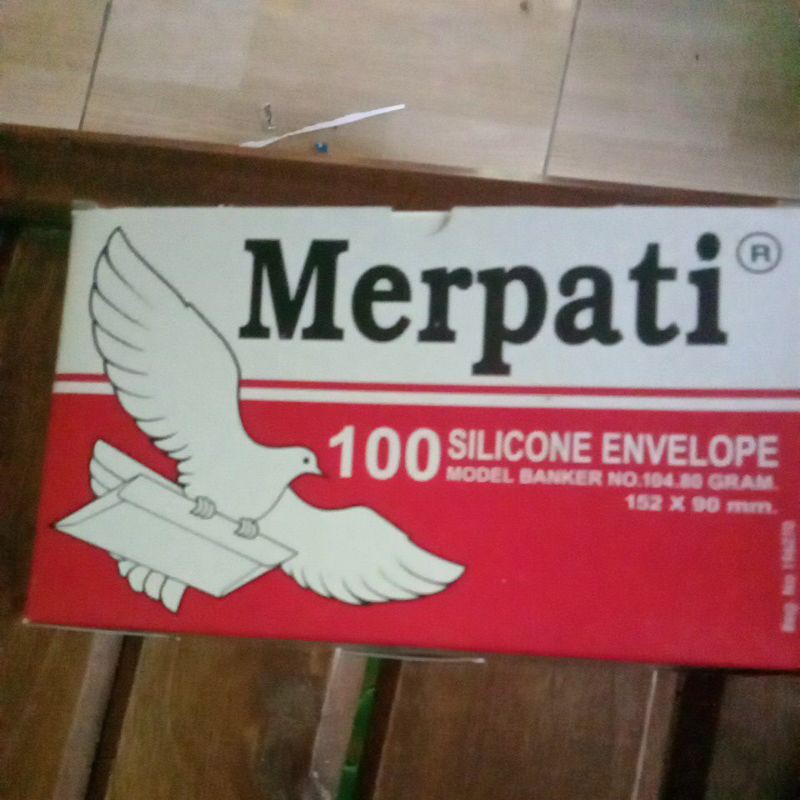 Merpati ®
100 SILICONE ENVELOPE
MODEL BANKER NO.104.80 GRAM.
152 X 90 mm.